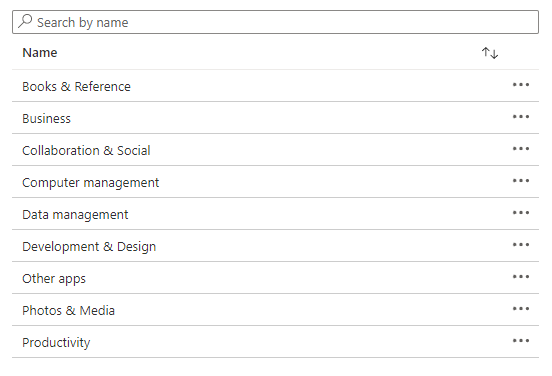 Search by name
Name
Books & Reference
Business
Collaboration & Social
Computer management
Data management
Development & Design
Other apps
Photos & Media
Productivity